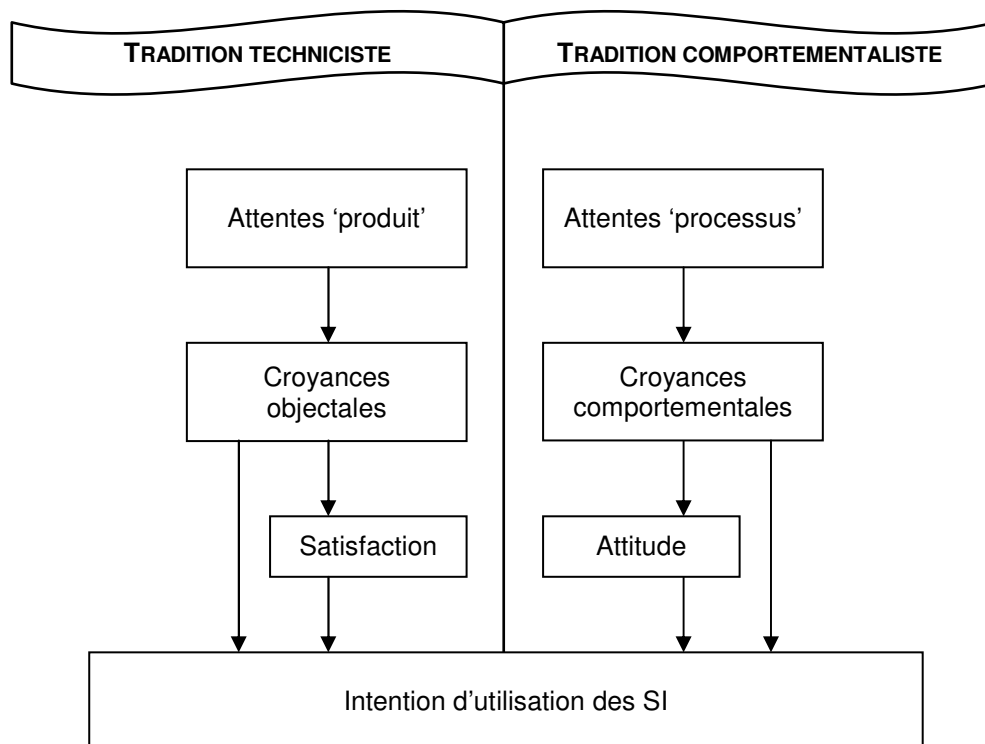 TRADITION TECHNICISTE
TRADITION COMPORTEMENTALISTE
Attentes ‘produit’
Attentes ‘processus’
Croyances
objectales
Croyances
comportementales
Satisfaction
Attitude
Intention d’utilisation des SI